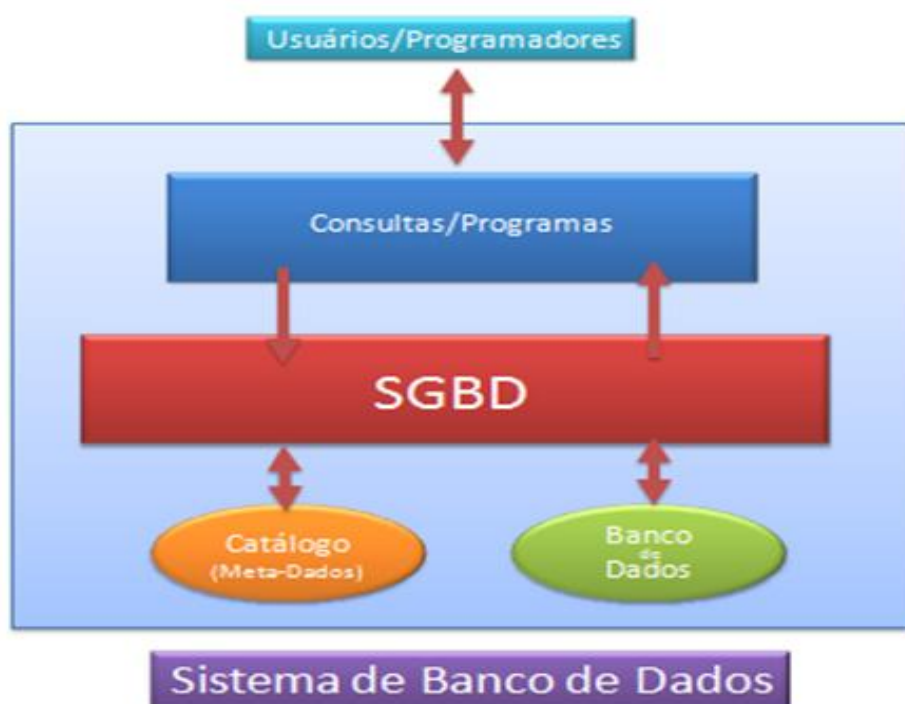 Usuários/Programadores
Consultas/Programas
SGBD
Catálogo
(Meta-Dados)
Banco
de
Dados
Sistema de Banco de Dados